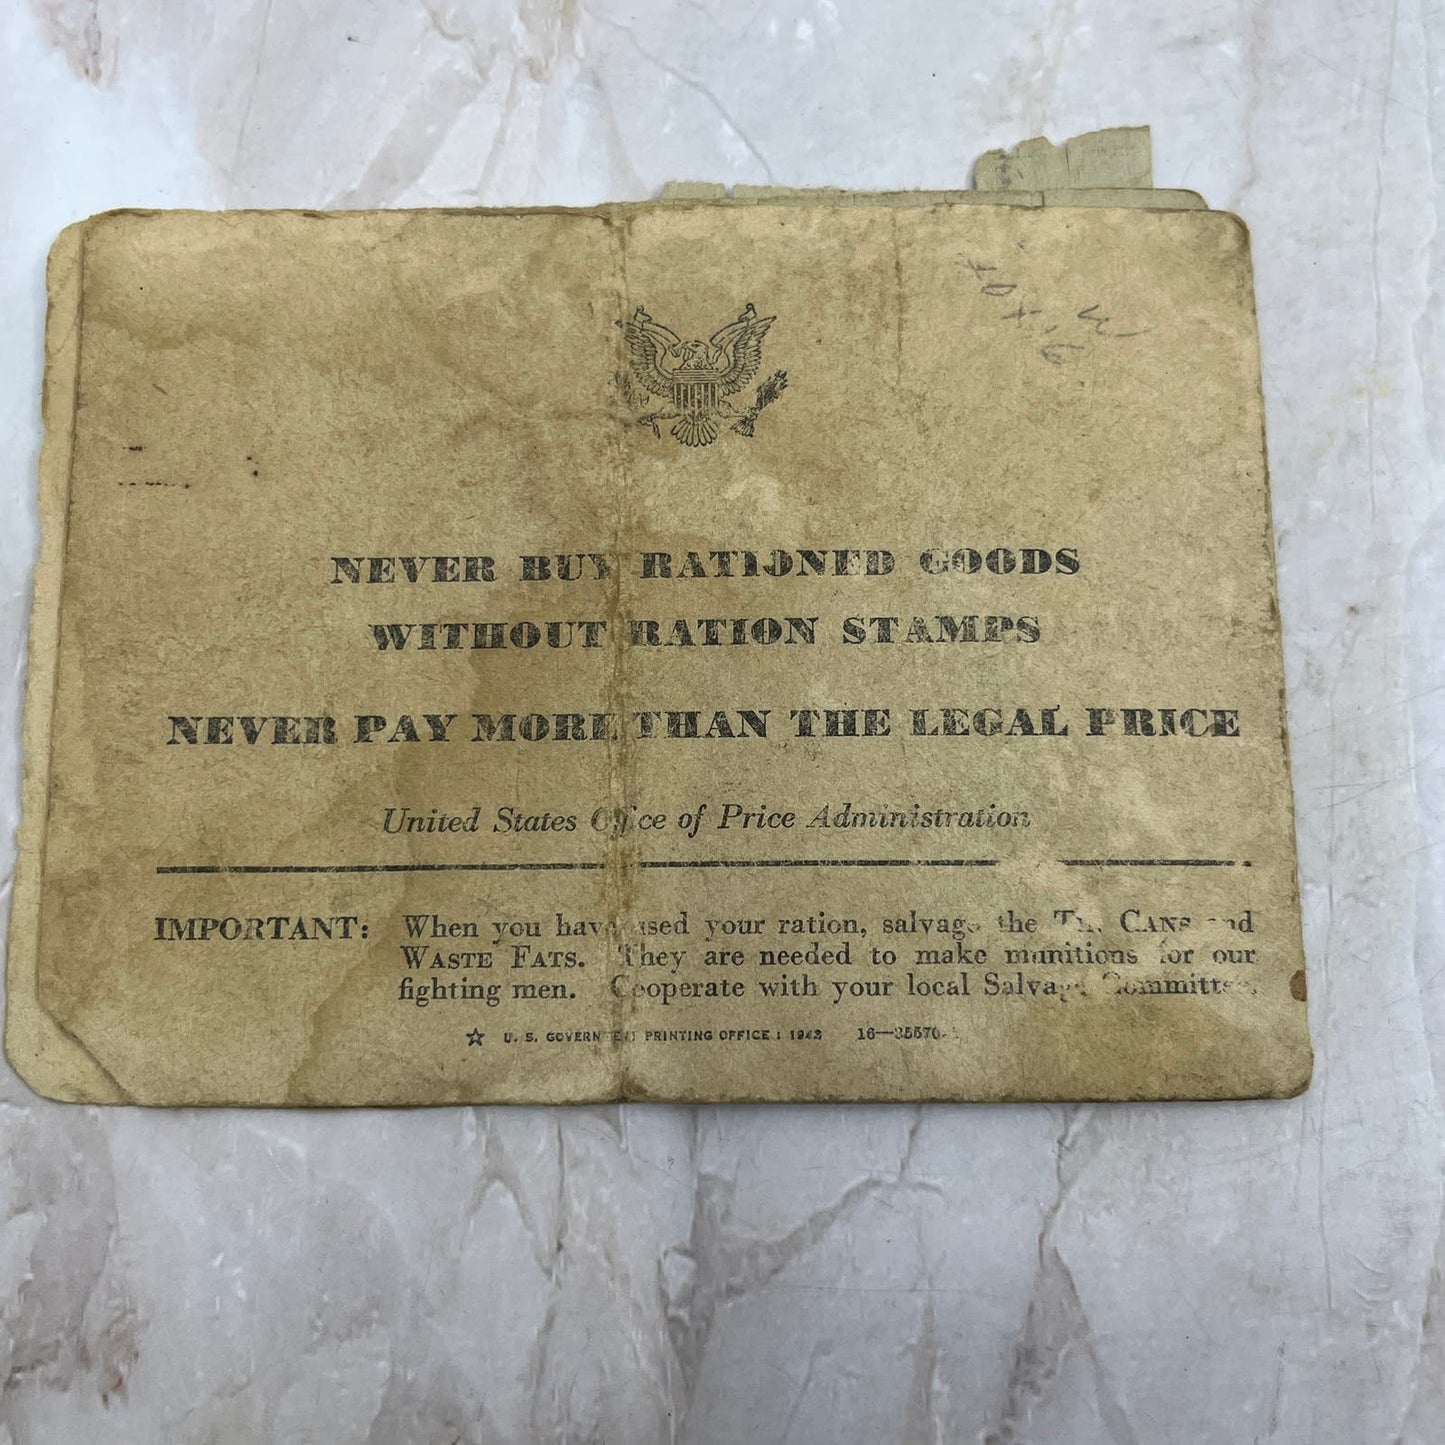 NEVER BUY RATIONED GOODS
WITHOUT RATION STAMPS
NEVER PAY MORE THAN THE LEGAL PRICE
United States Office of Price Administration
IMPORTANT: When you have used your ration, salvage the TIN CANS and
WASTE FATS. They are needed to make munitions for our
fighting men. Cooperate with your local Salvage Committee.
☆ U. S. GOVERNMENT PRINTING OFFICE : 1943